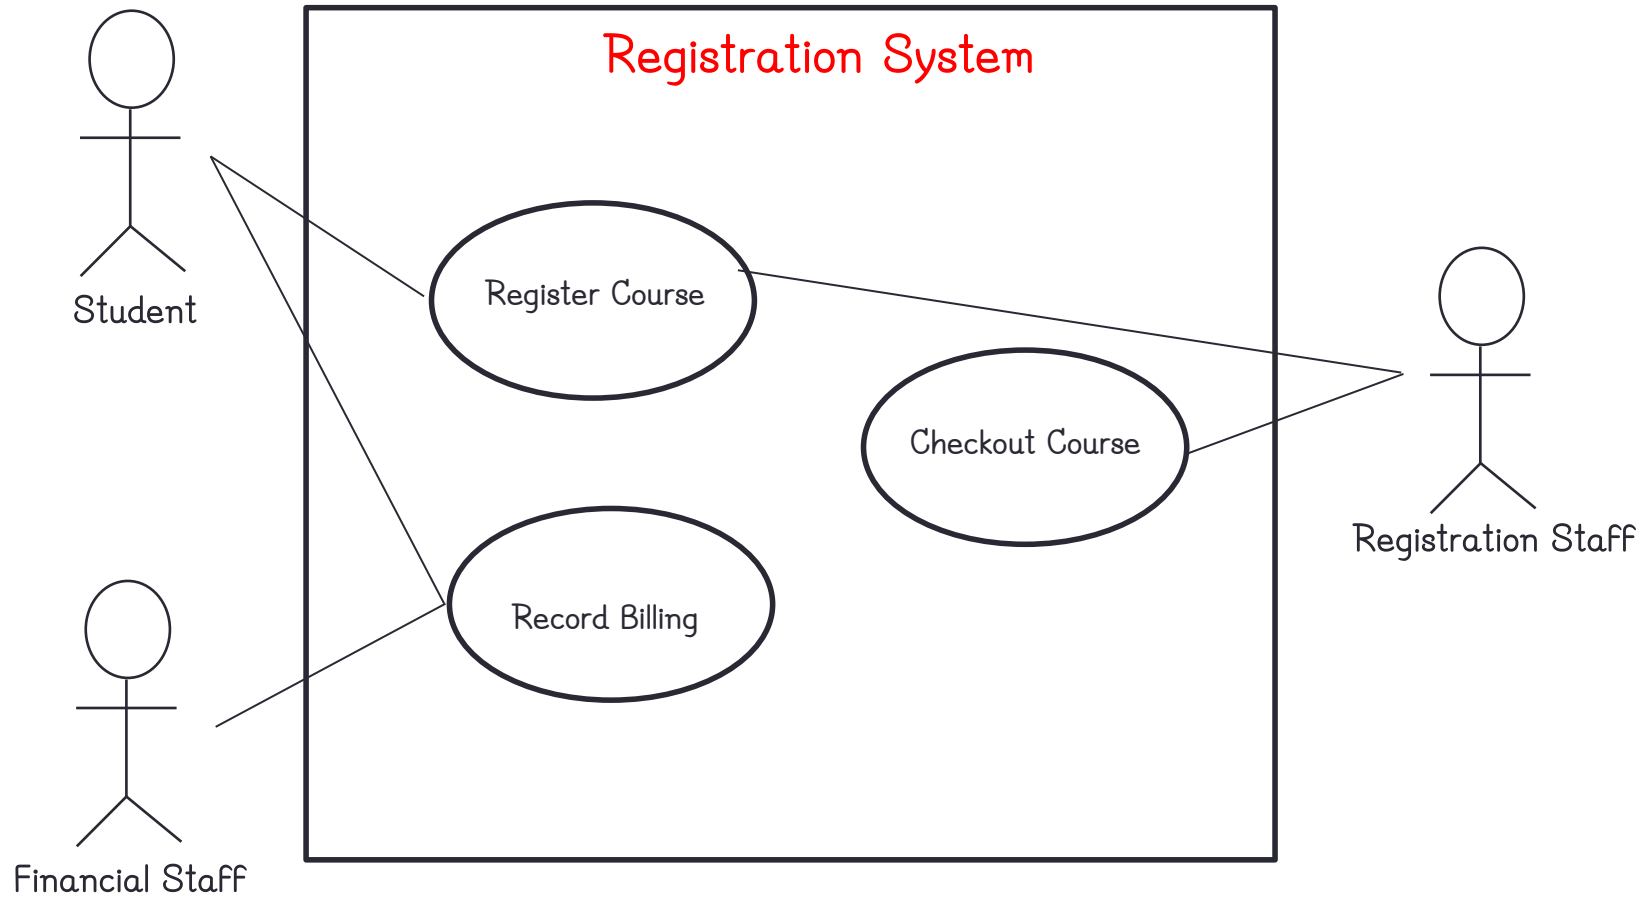 Registration System
Student
Register Course
Checkout Course
Registration Staff
Record Billing
Financial Staff